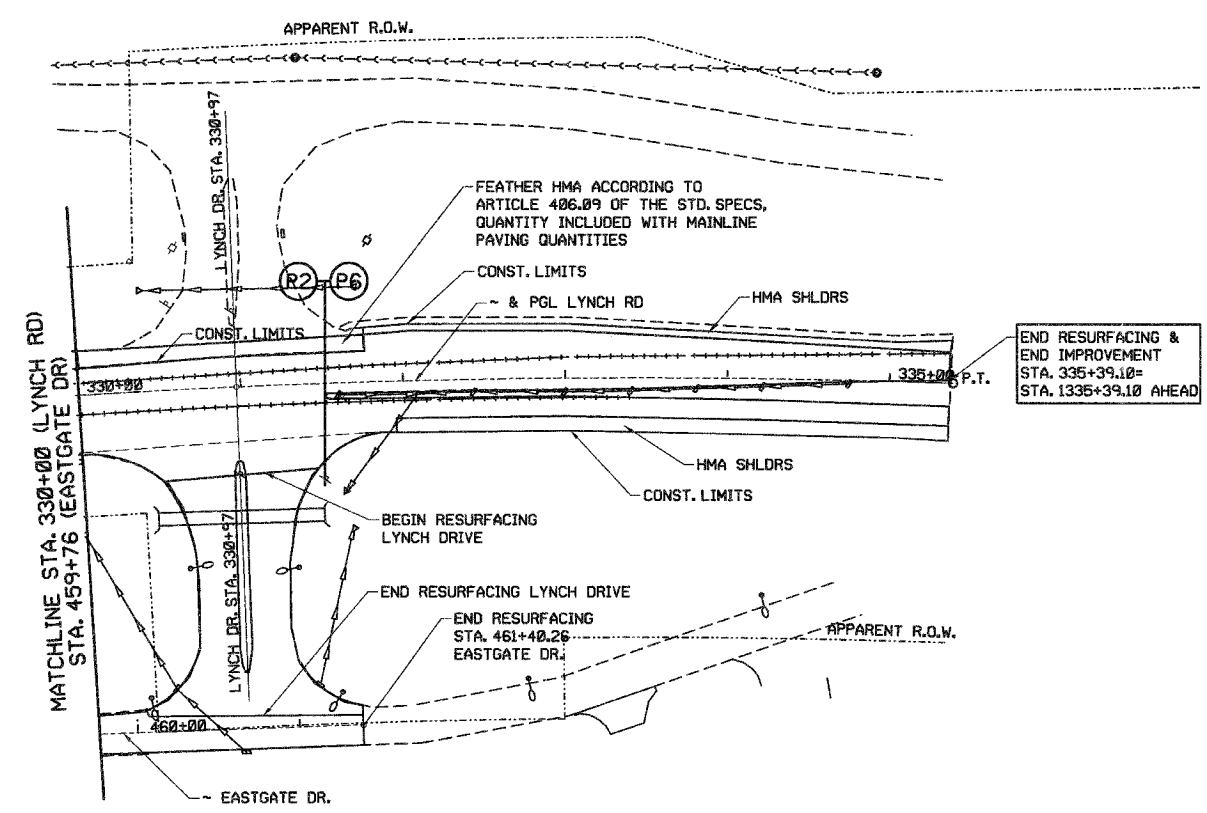 APPARENT R.O.W.
LYNCH DR. STA. 330+97
FEATHER HMA ACCORDING TO
ARTICLE 406.09 OF THE STD. SPECS,
QUANTITY INCLUDED WITH MAINLINE
PAVING QUANTITIES
R2
P6
CONST. LIMITS
~ & PGL LYNCH RD
HMA SHLDRS
CONST. LIMITS
END RESURFACING &
END IMPROVEMENT
STA. 335+39.10=
STA. 1335+39.10 AHEAD
330+00
335+00
P.T.
MATCHLINE STA. 330+00 (LYNCH RD)
STA. 459+76 (EASTGATE DR)
HMA SHLDRS
CONST. LIMITS
BEGIN RESURFACING
LYNCH DRIVE
LYNCH DR. STA. 330+97
END RESURFACING LYNCH DRIVE
END RESURFACING
STA. 461+40.26
EASTGATE DR.
APPARENT R.O.W.
460+00
~ EASTGATE DR.